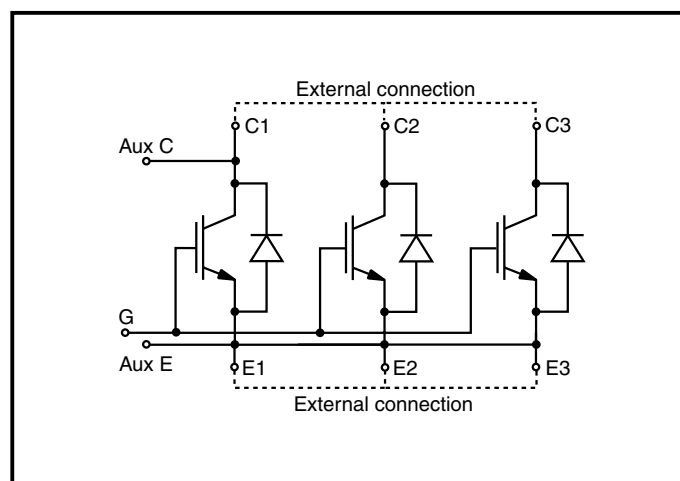 External connection
C1
C2
C3
Aux C
G
Aux E
E1
E2
E3
External connection